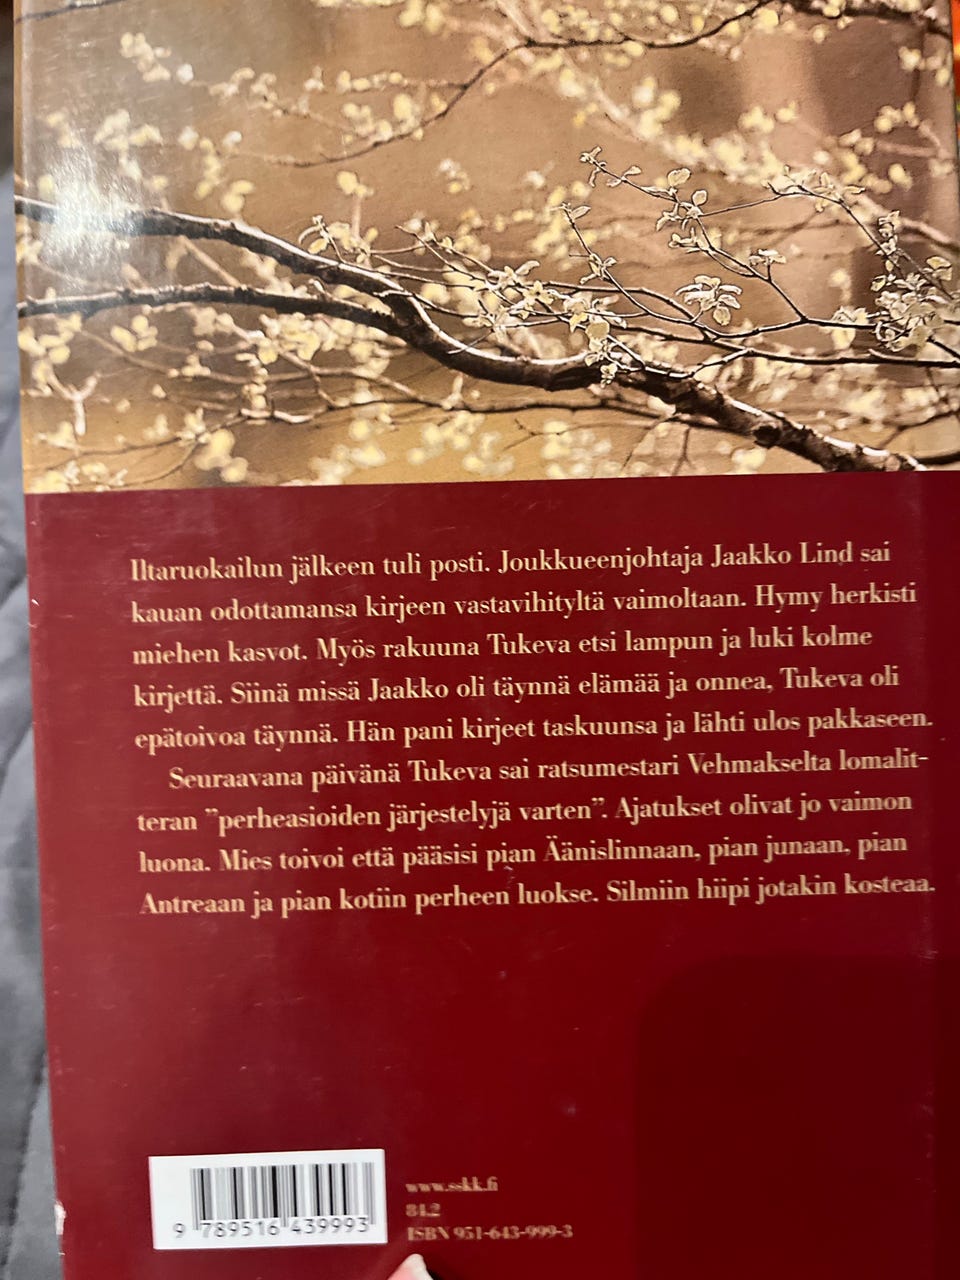 Iltaruokailun jälkeen tuli posti. Joukkueenjohtaja Jaakko Lind sai
kauan odottamansa kirjeen vastavihityltä vaimoltaan. Hymy herkisti
miehen kasvot. Myös rakuuna Tukeva etsi lampun ja luki kolme
kirjettä. Siinä missä Jaakko oli täynnä elämää ja onnea, Tukeva oli
epätoivoa täynnä. Hän pani kirjeet taskuunsa ja lähti ulos pakkaseen.
Seuraavana päivänä Tukeva sai ratsumestari Vehmakselta lomalit-
teran ”perheasioiden järjestelyjä varten”. Ajatukset olivat jo vaimon
luona. Mies toivoi että pääsisi pian Äänislinnaan, pian junaan, pian
Antreaan ja pian kotiin perheen luokse. Silmiin hiipi jotakin kosteaa.
www.sskk.fi
84.2
ISBN 951-643-999-3
9 789516 439993